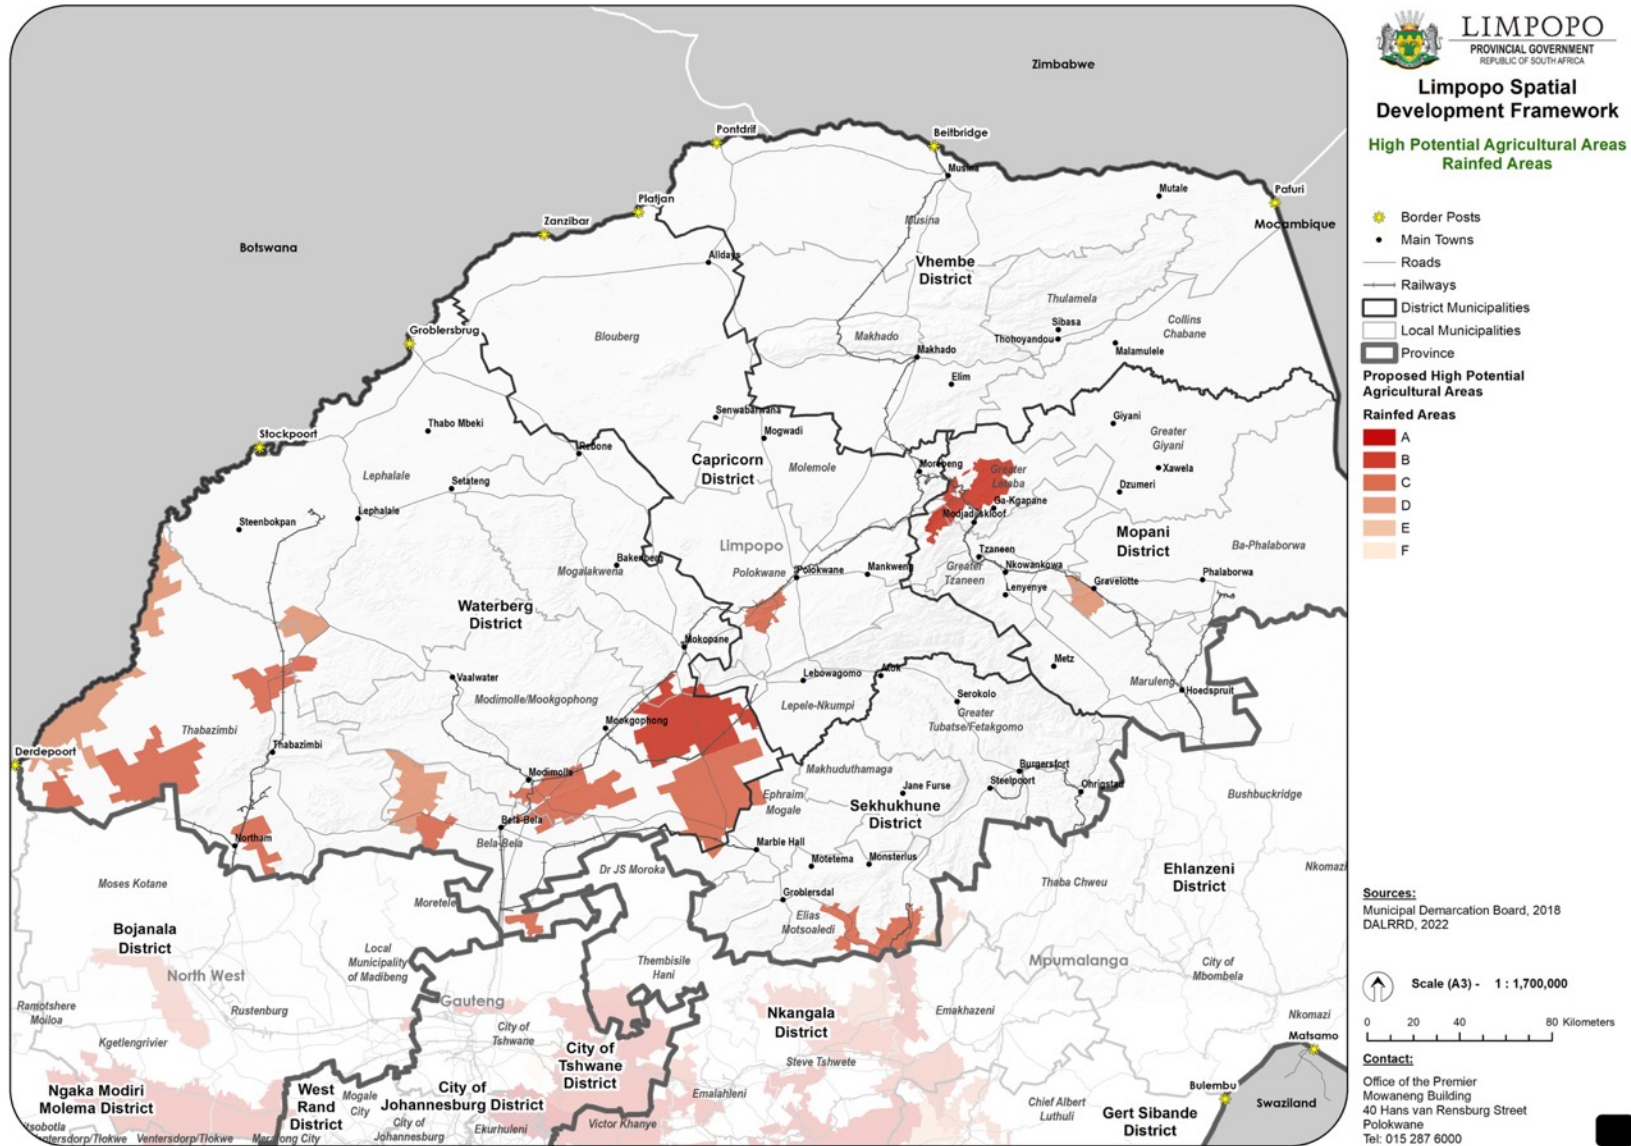 Zimbabwe
Pontdrif
Beitbridge
Musina
Mutale
Pafuri
Platjan
Zanzibar
Mocambique
Musina
Botswana
Alldays
Vhembe
District
Thulamela
Sibasa
Collins
Chabane
Groblersbrug
Blouberg
Makhado
Thohoyandou
Makhado
Malamulele
Elim
Senwabarwana
Giyani
Thabo Mbeki
Mogwadi
Greater
Giyani
Stockpoort
Rebone
Capricorn
District
Molemole
Morebeng
Greater
Letaba
Xawela
Lephalale
Setateng
Dzumeri
Ga-Kgapane
Lephalale
Modjadjiskloof
Steenbokpan
Mopani
District
Limpopo
Ba-Phalaborwa
Bakenberg
Tzaneen
Mogalakwena
Polokwane
Polokwane
Mankweng
Greater
Tzaneen
Nkowankowa
Lenyenye
Gravelotte
Phalaborwa
Waterberg
District
Mokopane
Metz
Vaalwater
Lebowagomo
Atok
Maruleng
Hoedspruit
Modimolle/Mookgophong
Lepele-Nkumpi
Serokolo
Greater
Tubatse/Fetakgomo
Thabazimbi
Mookgophong
Derdepoort
Thabazimbi
Modimolle
Makhuduthamaga
Burgersfort
Steelpoort
Ohrigstad
Ephraim
Mogale
Jane Furse
Sekhukhune
District
Bushbuckridge
Northam
Bela-Bela
Bela-Bela
Marble Hall
Motetema
Monsterius
Dr JS Moroka
Ehlanzeni
District
Nkomazi
Moses Kotane
Thaba Chweu
Moretele
Groblersdal
Elias
Motsoaledi
Bojanala
District
Local
Municipality
of Madibeng
Thembisile
Hani
Mpumalanga
City of
Mbombela
North West
Ramotshere
Moiloa
Rustenburg
Gauteng
Nkangala
District
Emakhazeni
Nkomazi
City of
Tshwane
Matsamo
Kgetlengrivier
City of
Tshwane
District
Steve Tshwete
Ngaka Modiri
Molema District
West
Rand
District
Mogale
City
City of
Johannesburg District
Emalahleni
Bulembu
Swaziland
Chief Albert
Luthuli
Gert Sibande
District
Ventersdorp/Tlokwe
Merafong City
City of
Johannesburg
Ekurhuleni
Victor Khanye
LIMPOPO
PROVINCIAL GOVERNMENT
REPUBLIC OF SOUTH AFRICA
Limpopo Spatial
Development Framework
High Potential Agricultural Areas
Rainfed Areas
Border Posts
Main Towns
Roads
Railways
District Municipalities
Local Municipalities
Province
Proposed High Potential
Agricultural Areas
Rainfed Areas
A
B
C
D
E
F
Sources:
Municipal Demarcation Board, 2018
DALRRD, 2022
Scale (A3) - 1 : 1,700,000
0 20 40 80 Kilometers
Contact:
Office of the Premier
Mowaneng Building
40 Hans van Rensburg Street
Polokwane
Tel: 015 287 6000